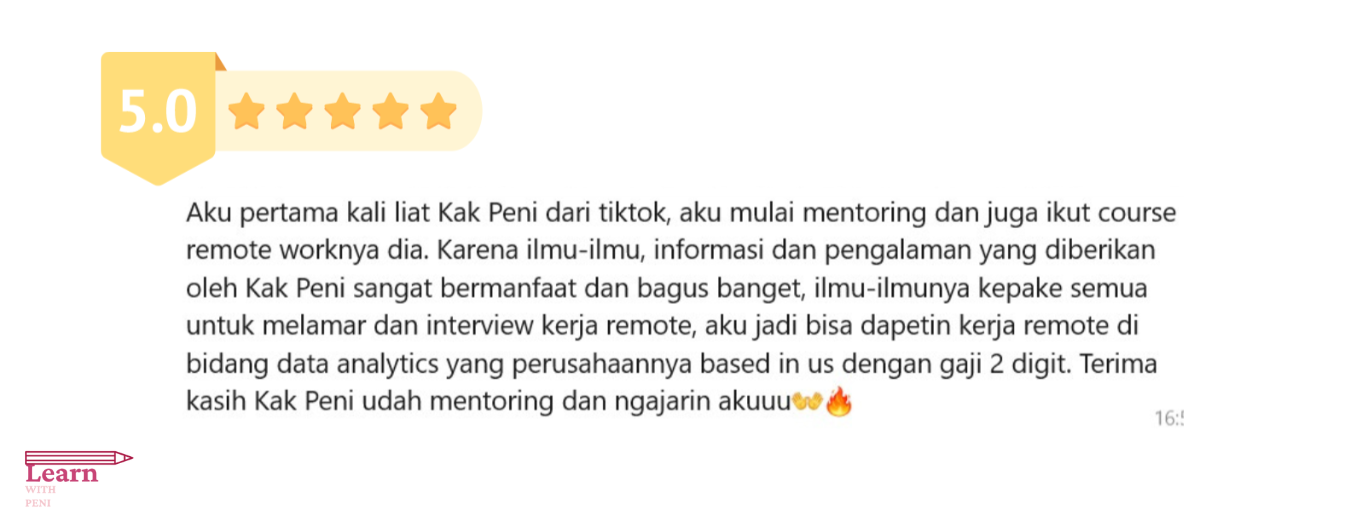 5.0
Aku pertama kali liat Kak Peni dari tiktok, aku mulai mentoring dan juga ikut course
remote worknya dia. Karena ilmu-ilmu, informasi dan pengalaman yang diberikan
oleh Kak Peni sangat bermanfaat dan bagus banget, ilmu-ilmunya kepake semua
untuk melamar dan interview kerja remote, aku jadi bisa dapetin kerja remote di
bidang data analytics yang perusahaannya based in us dengan gaji 2 digit. Terima
kasih Kak Peni udah mentoring dan ngajarin akuuu👐🔥
Learn
WITH
PENI